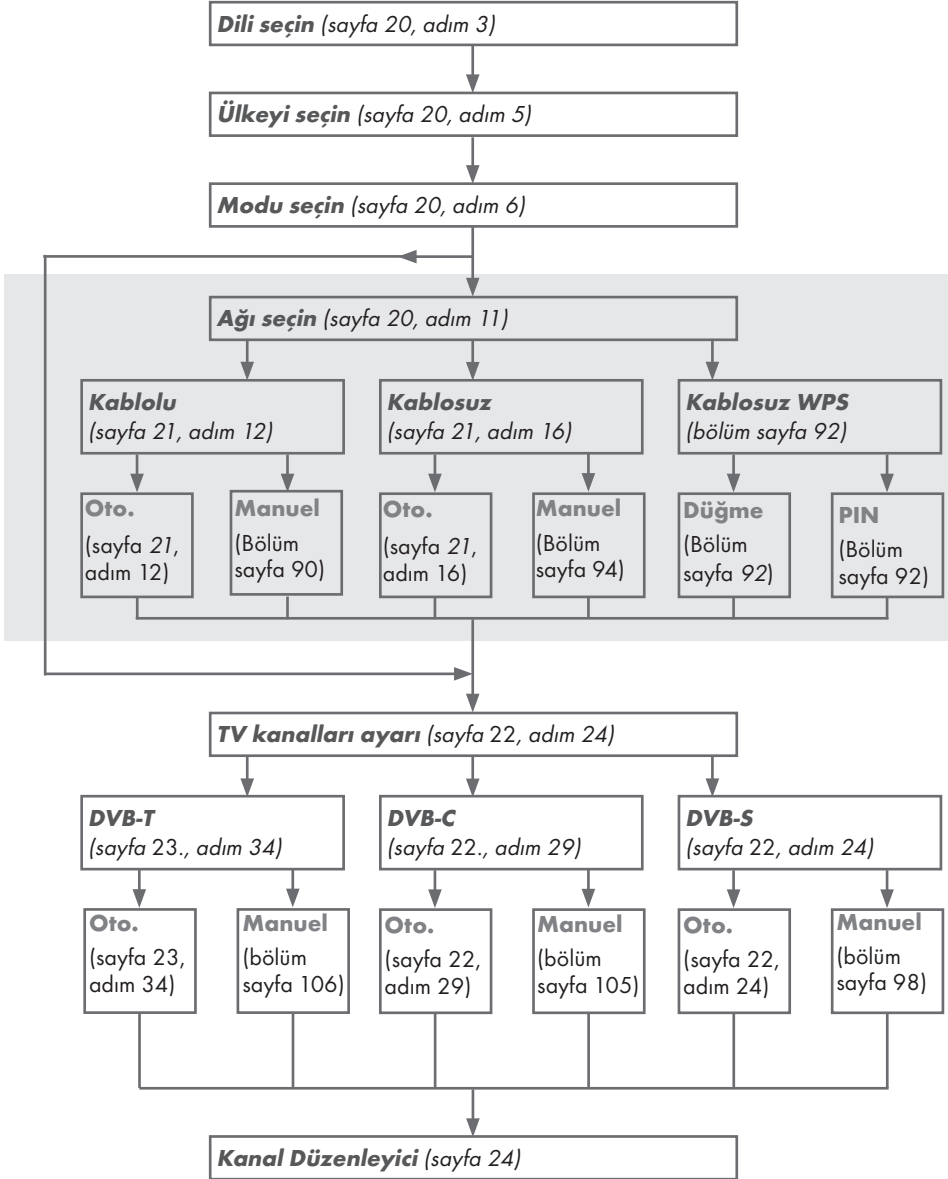 Dili seçin (sayfa 20, adım 3)
Ülkeyi seçin (sayfa 20, adım 5)
Modu seçin (sayfa 20, adım 6)
Ağı seçin (sayfa 20, adım 11)
Kablolu
(sayfa 21, adım 12)
Kablosuz
(sayfa 21, adım 16)
Kablosuz WPS
(bölüm sayfa 92)
Oto.
(sayfa 21,
adım 12)
Manuel
(Bölüm
sayfa 90)
Oto.
(sayfa 21,
adım 16)
Manuel
(Bölüm
sayfa 94)
Düğme
(Bölüm
sayfa 92)
PIN
(Bölüm
sayfa 92)
TV kanalları ayarı (sayfa 22, adım 24)
DVB-T
(sayfa 23., adım 34)
DVB-C
(sayfa 22., adım 29)
DVB-S
(sayfa 22, adım 24)
Oto.
(sayfa 23,
adım 34)
Manuel
(bölüm
sayfa 106)
Oto.
(sayfa 22,
adım 29)
Manuel
(bölüm
sayfa 105)
Oto.
(sayfa 22,
adım 24)
Manuel
(bölüm
sayfa 98)
Kanal Düzenleyici (sayfa 24)